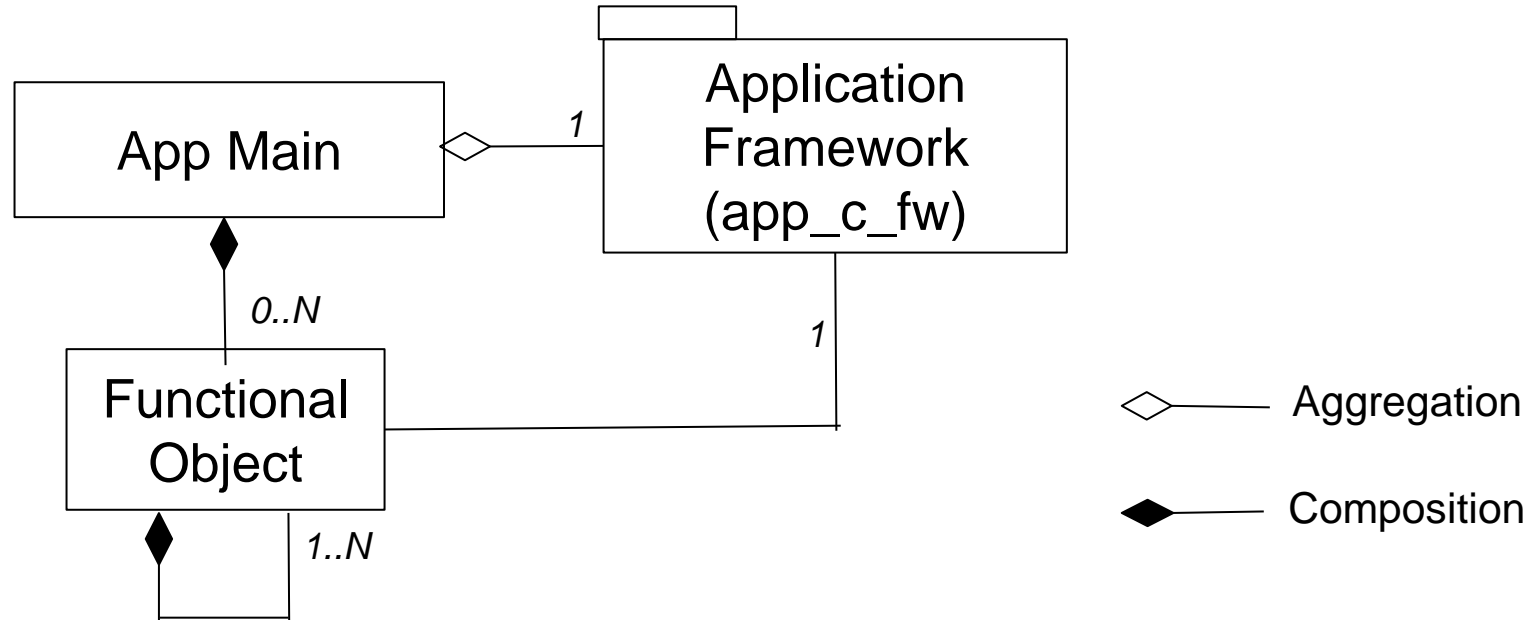 App Main
1
Application
Framework
(app_c_fw)
0..N
1
Functional
Object
1..N
Aggregation
Composition